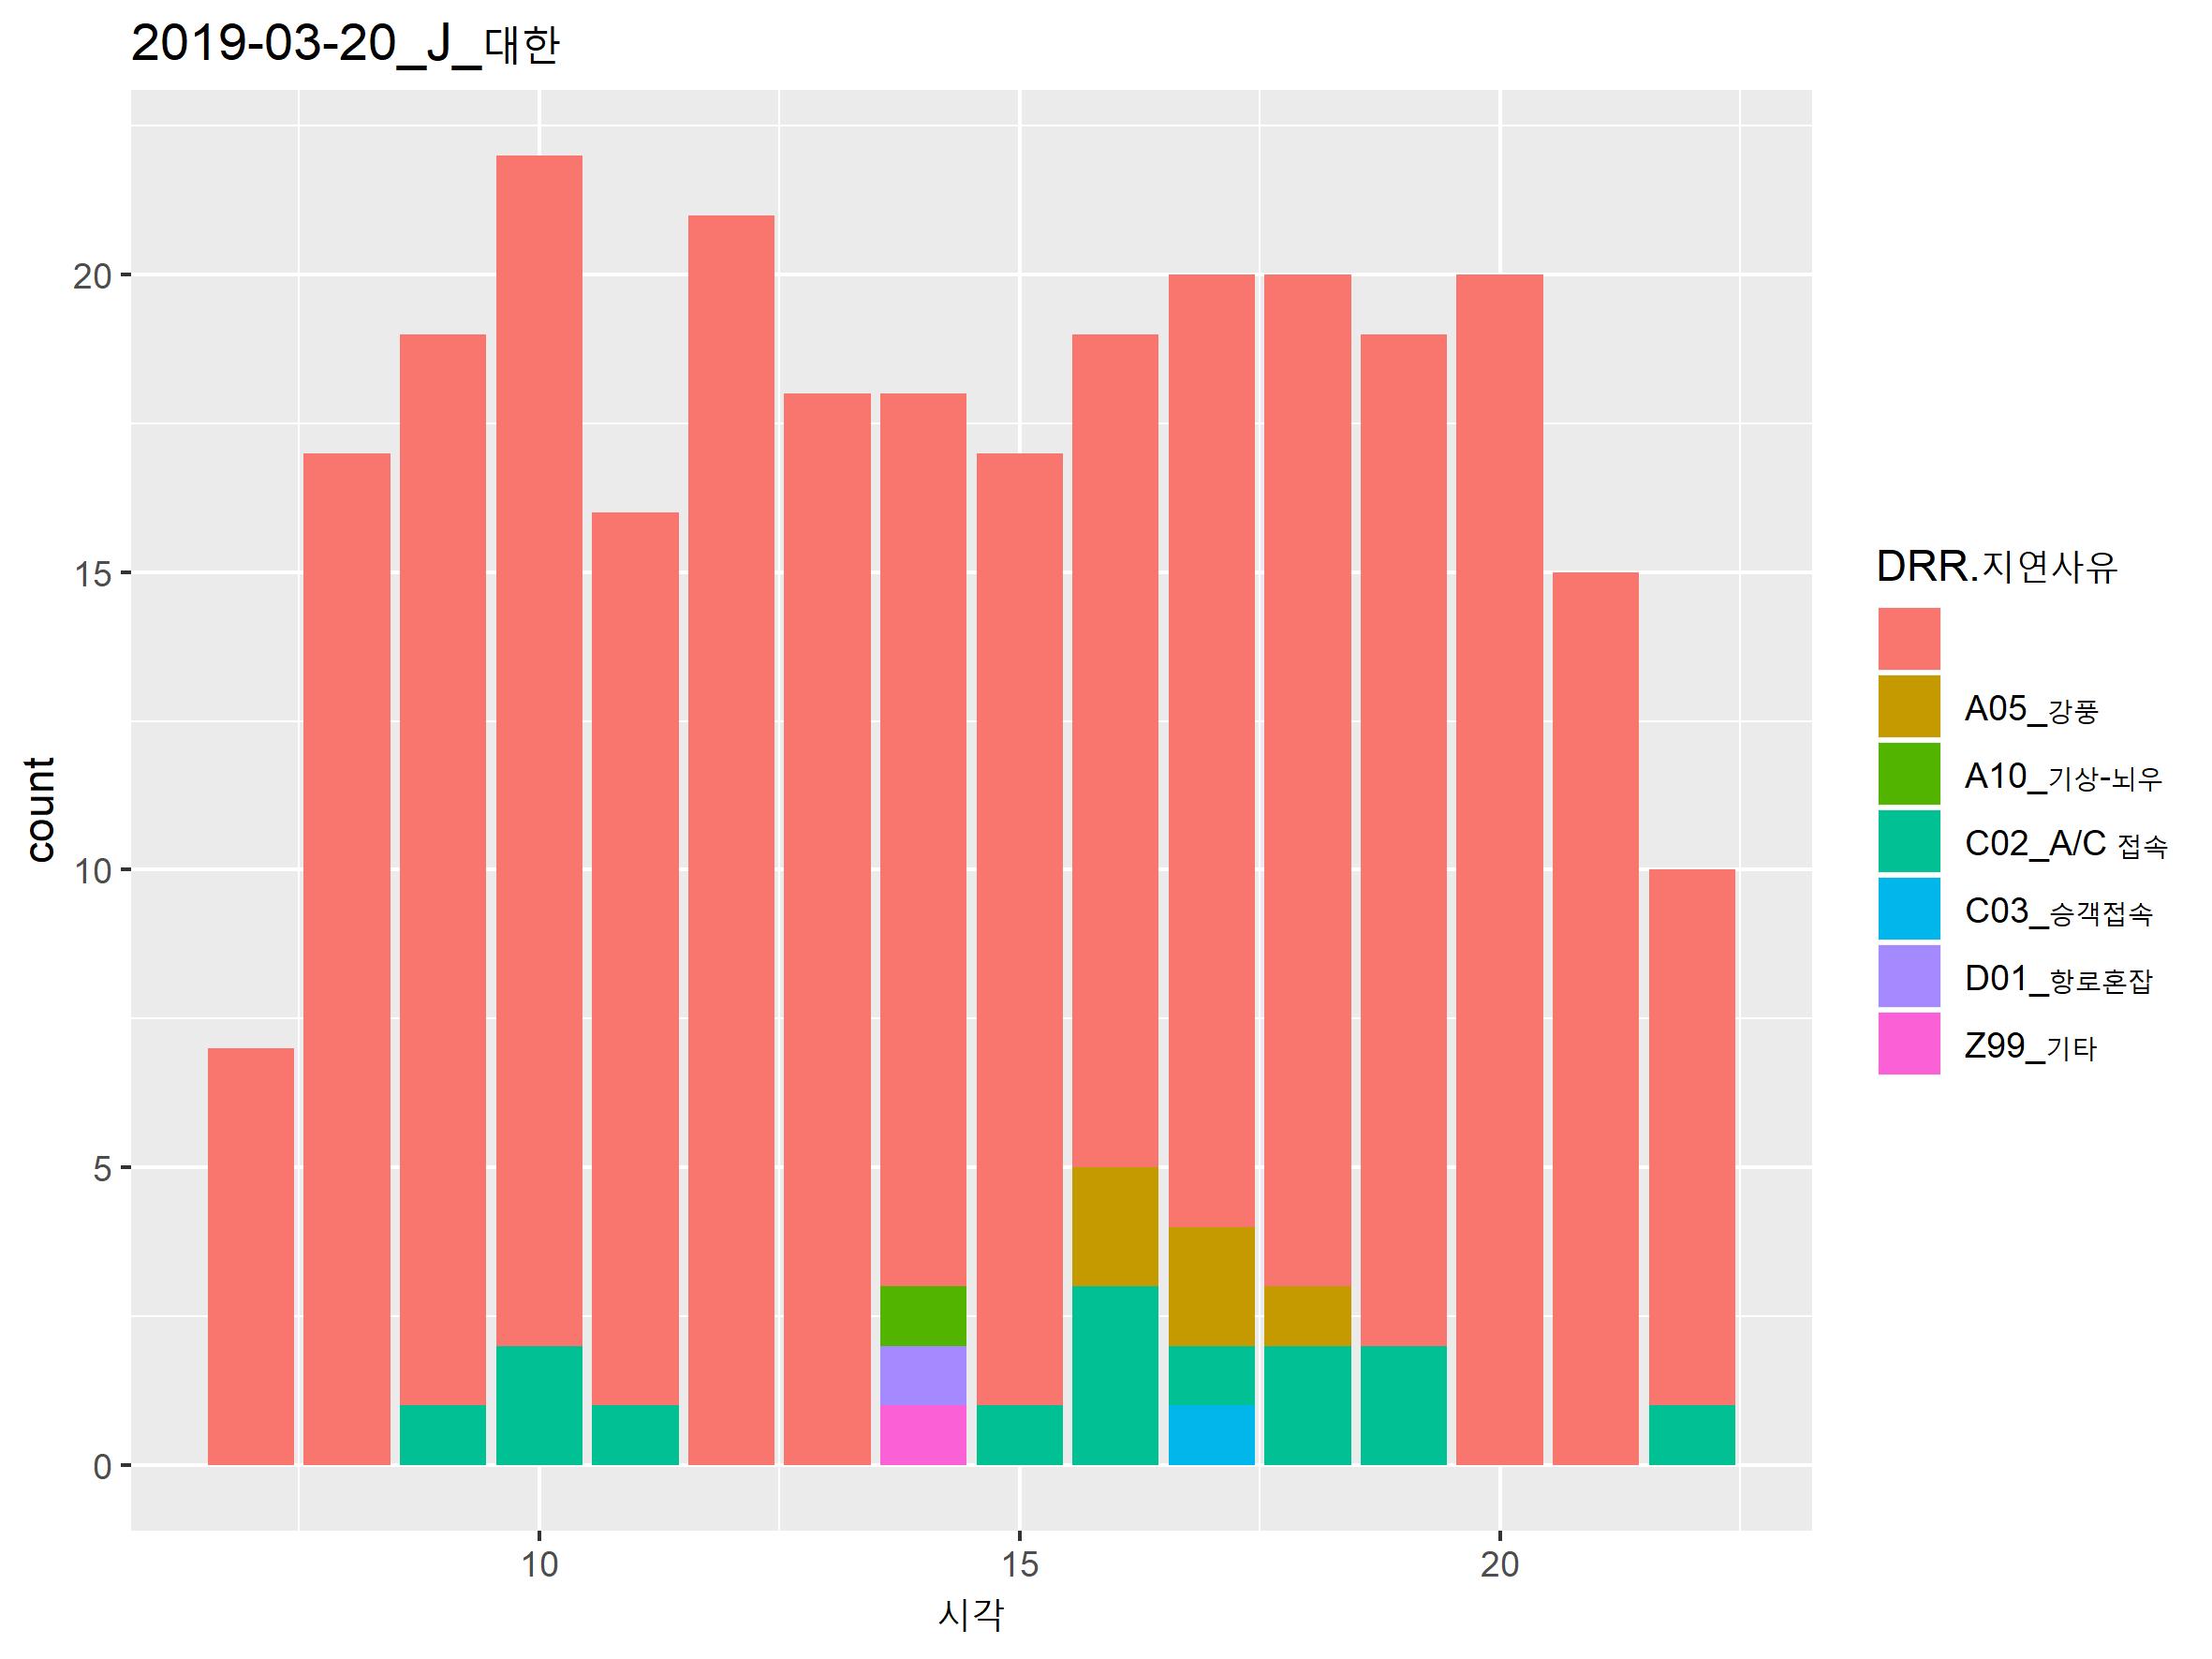 2019-03-20_J_대한
20
15
10
5
0
count
10 15 20
시각
DRR.지연사유
A05_강풍
A10_기상-뇌우
C02_A/C 접속
C03_승객접속
D01_항로혼잡
Z99_기타